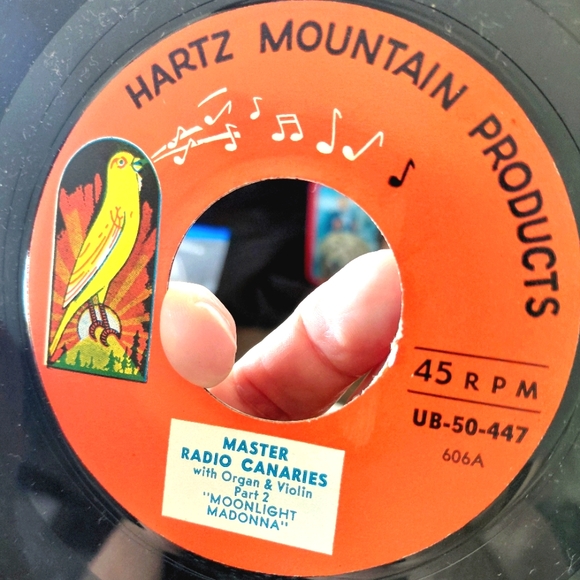 HARTZ MOUNTAIN PRODUCTS
45 RPM
UB-50-447
606A
MASTER
RADIO CANARIES
with Organ & Violin
Part 2
"MOONLIGHT
MADONNA"